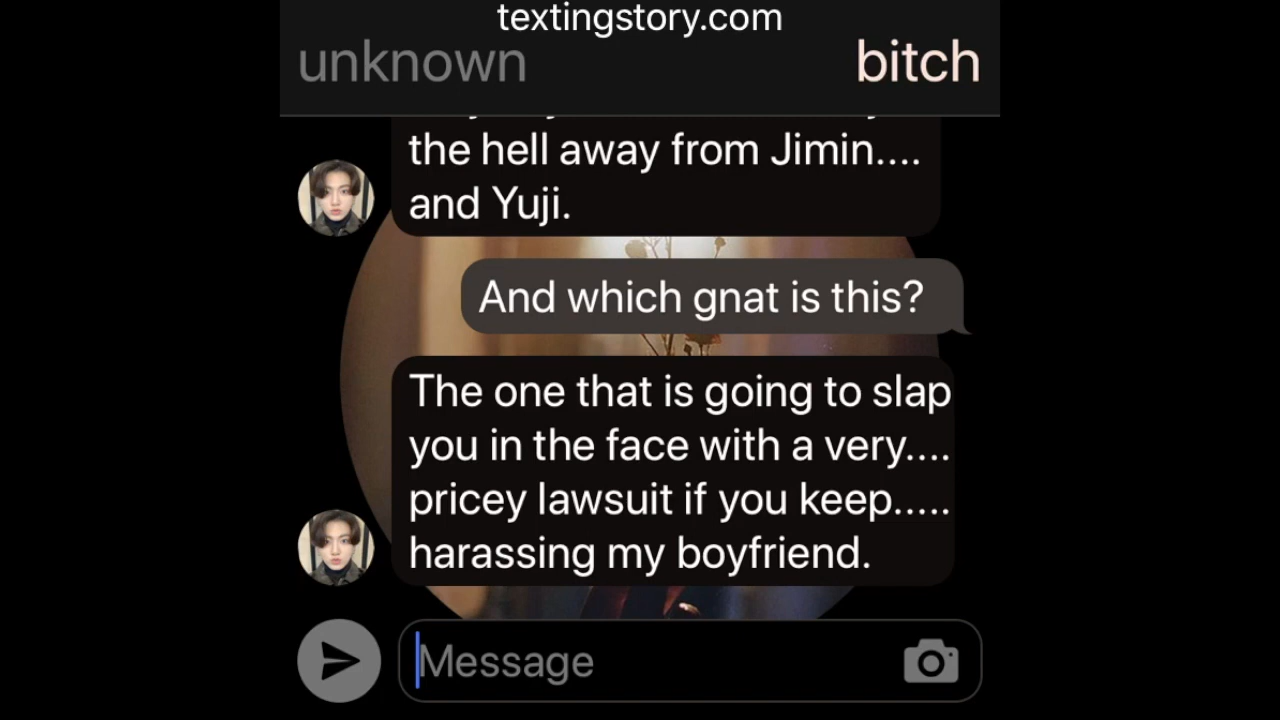 textingstory.com
unknown
bitch
the hell away from Jimin....
and Yuji.
And which gnat is this?
The one that is going to slap
you in the face with a very....
pricey lawsuit if you keep.....
harassing my boyfriend.
Message